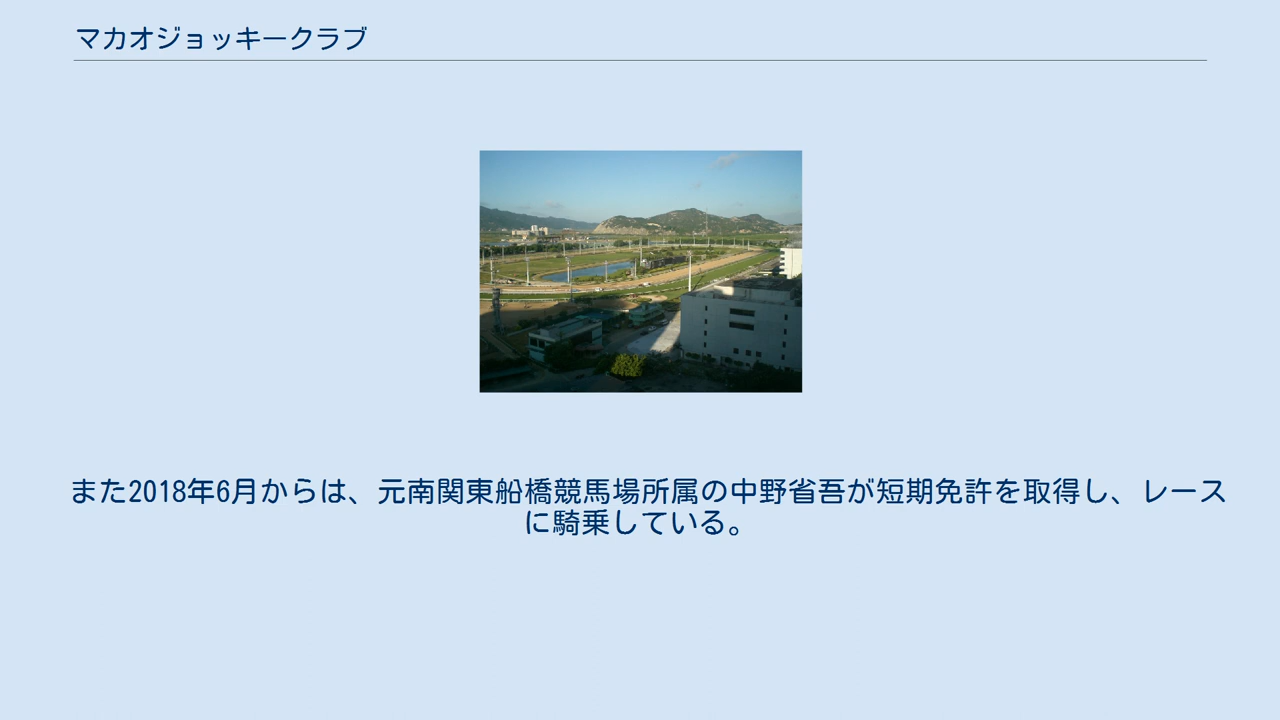 マカオジョッキークラブ
また2018年6月からは、元南関東船橋競馬場所属の中野省吾が短期免許を取得し、レース
に騎乗している。